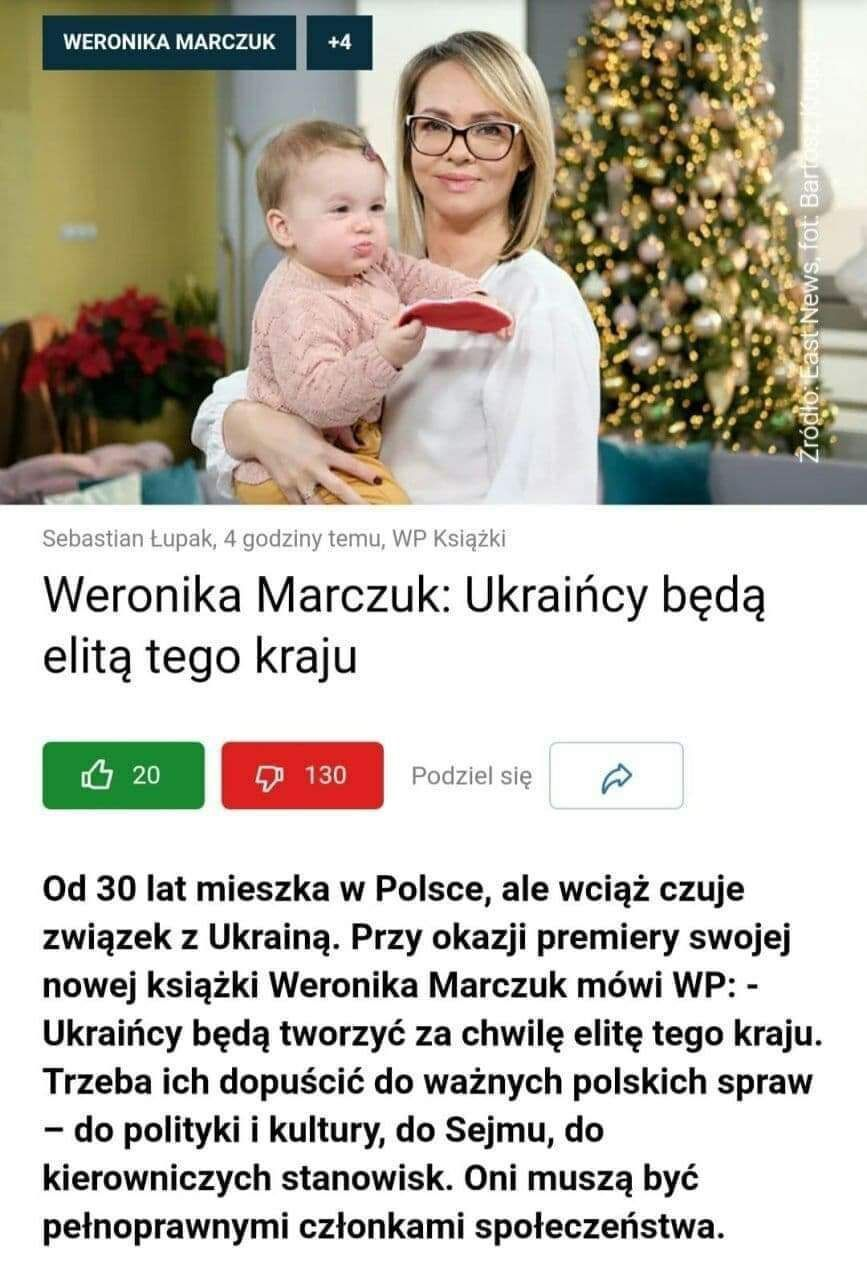 WERONIKA MARCZUK
+4
Źródło: East News, fot: Bartosz Krupa
Sebastian Łupak, 4 godziny temu, WP Książki
Weronika Marczuk: Ukraińcy będą
elitą tego kraju
20
130
Podziel się
Od 30 lat mieszka w Polsce, ale wciąż czuje
związek z Ukrainą. Przy okazji premiery swojej
nowej książki Weronika Marczuk mówi WP: -
Ukraińcy będą tworzyć za chwilę elitę tego kraju.
Trzeba ich dopuścić do ważnych polskich spraw
– do polityki i kultury, do Sejmu, do
kierowniczych stanowisk. Oni muszą być
pełnoprawnymi członkami społeczeństwa.